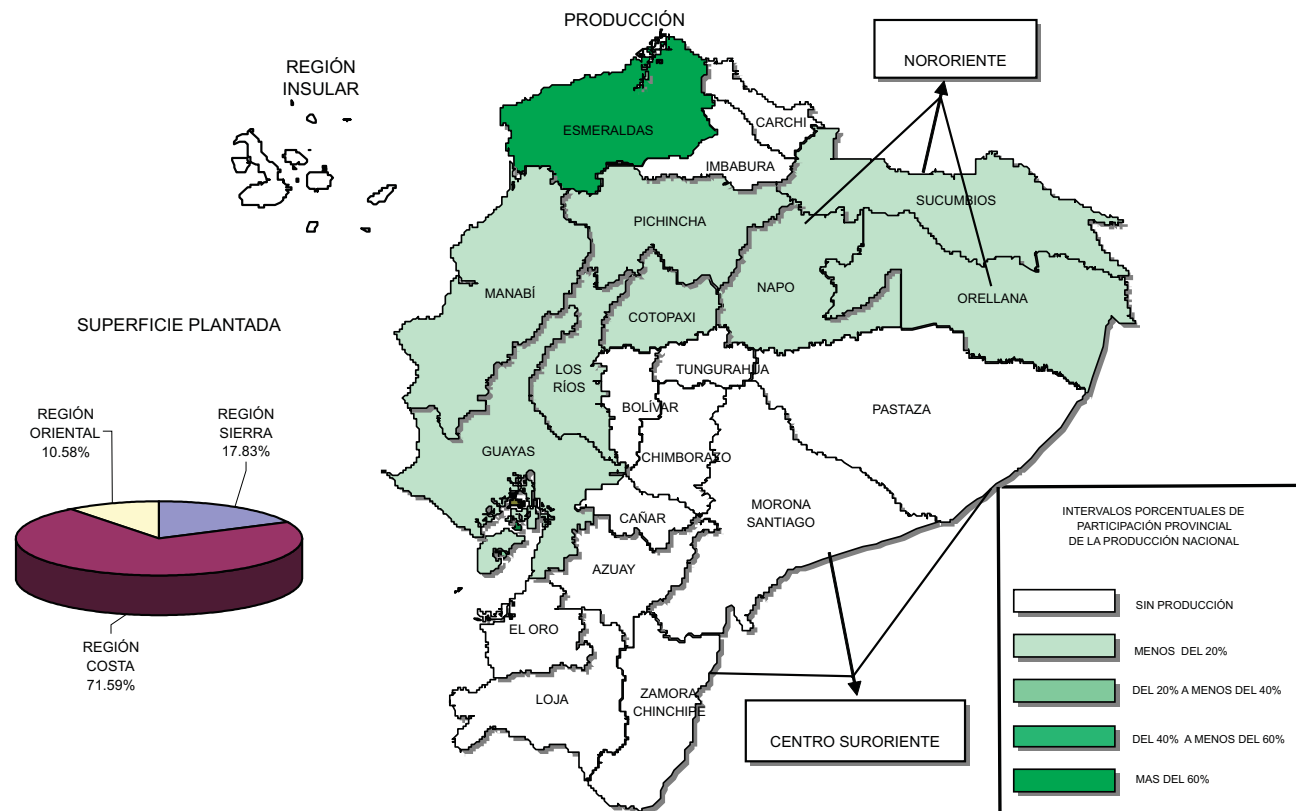 PRODUCCIÓN
REGIÓN
INSULAR
NORORIENTE
ESMERALDAS
CARCHI
IMBABURA
SUCUMBIOS
PICHINCHA
MANABÍ
NAPO
ORELLANA
COTOPAXI
SUPERFICIE PLANTADA
LOS
RÍOS
TUNGURAHUA
BOLÍVAR
PASTAZA
REGIÓN
ORIENTAL
10.58%
REGIÓN
SIERRA
17.83%
GUAYAS
CHIMBORAZO
MORONA
SANTIAGO
CAÑAR
AZUAY
EL ORO
REGIÓN
COSTA
71.59%
LOJA
ZAMORA
CHINCHIPE
CENTRO SURORIENTE
INTERVALOS PORCENTUALES DE
PARTICIPACIÓN PROVINCIAL
DE LA PRODUCCIÓN NACIONAL
SIN PRODUCCIÓN
MENOS DEL 20%
DEL 20% A MENOS DEL 40%
DEL 40% A MENOS DEL 60%
MAS DEL 60%